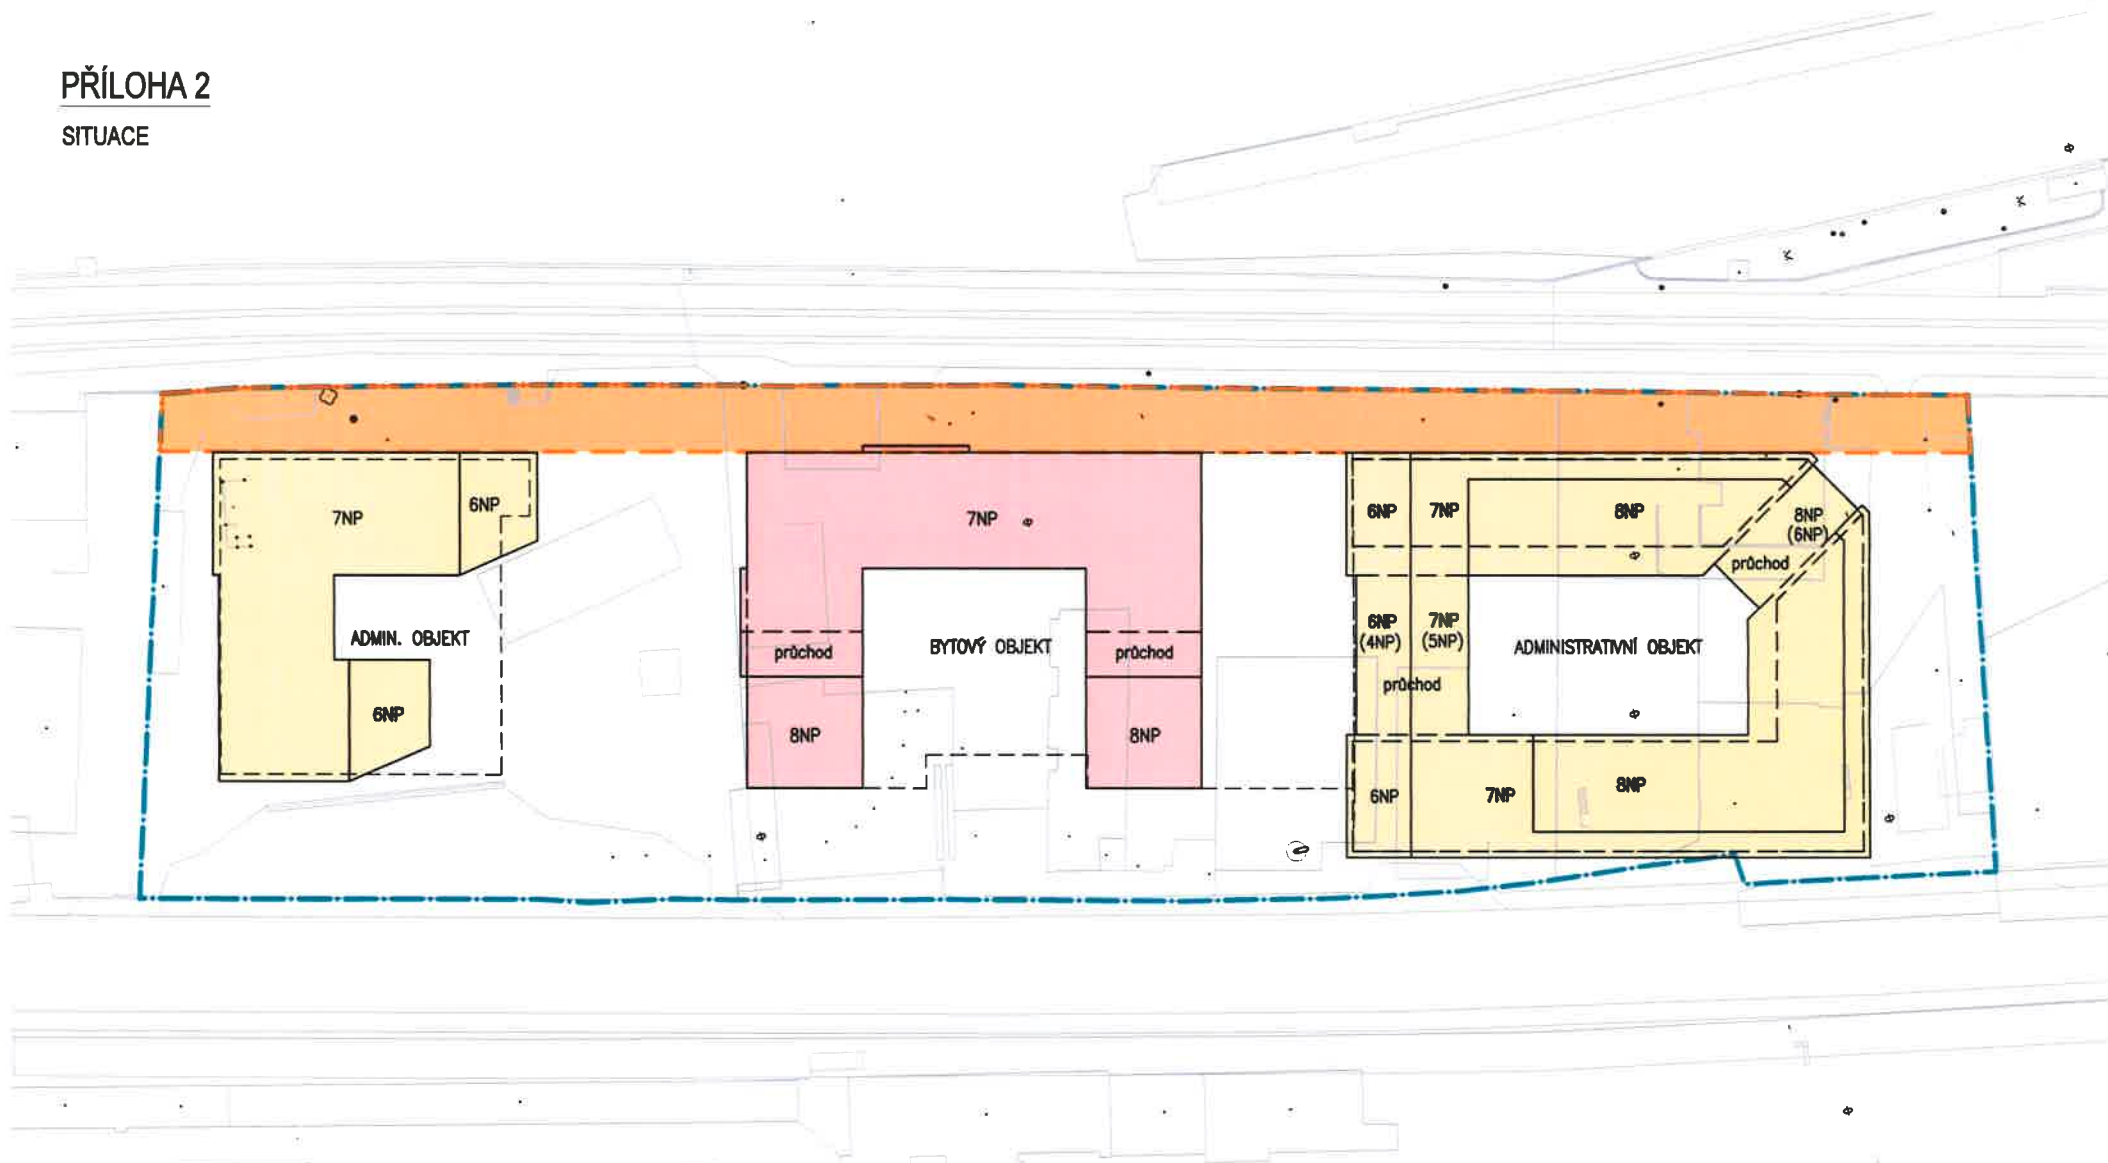 PŘÍLOHA 2
SITUACE
7NP
6NP
ADMIN. OBJEKT
6NP
7NP
průchod
BYTOVÝ OBJEKT
průchod
8NP
8NP
6NP
7NP
8NP
8NP
(6NP)
průchod
6NP
(4NP)
7NP
(5NP)
ADMINISTRATIVNÍ OBJEKT
průchod
6NP
7NP
8NP